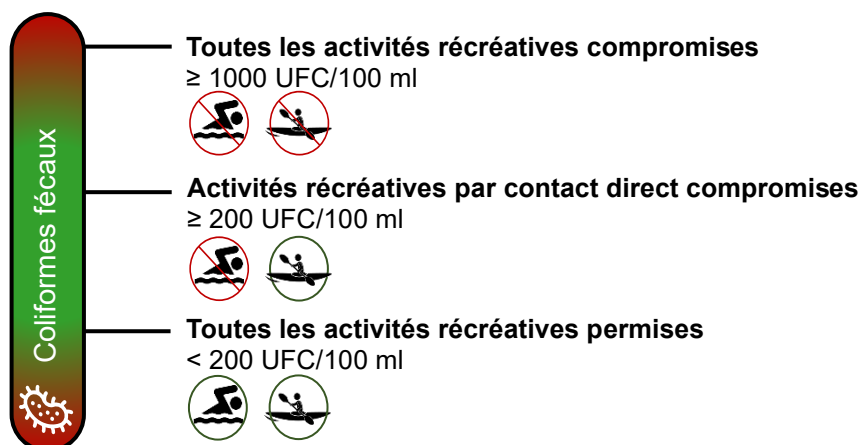 Coliformes fécaux
Toutes les activités récréatives compromises
≥ 1000 UFC/100 ml
Activités récréatives par contact direct compromises
≥ 200 UFC/100 ml
Toutes les activités récréatives permises
< 200 UFC/100 ml